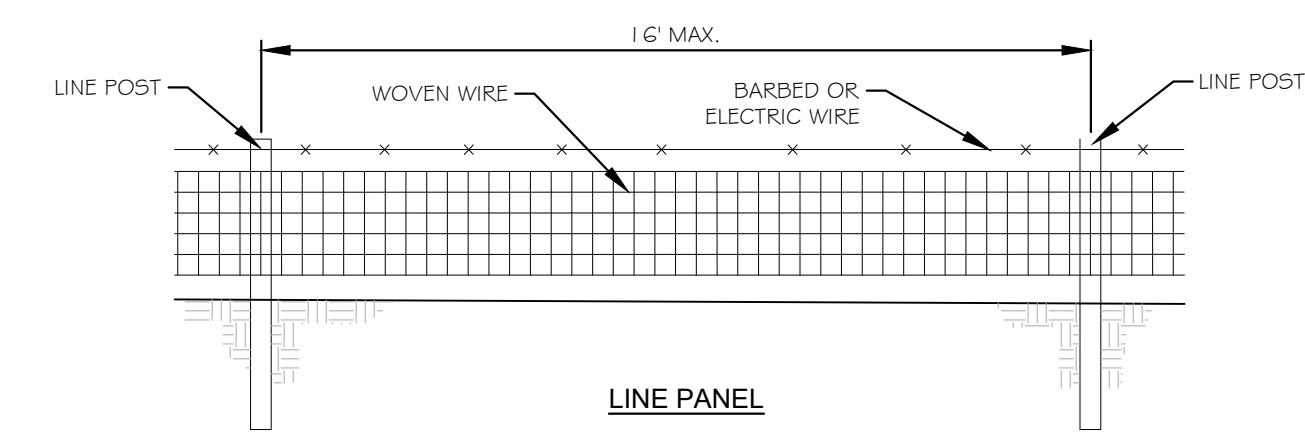 16' MAX.
LINE POST
WOVEN WIRE
BARBED OR
ELECTRIC WIRE
LINE POST
LINE PANEL